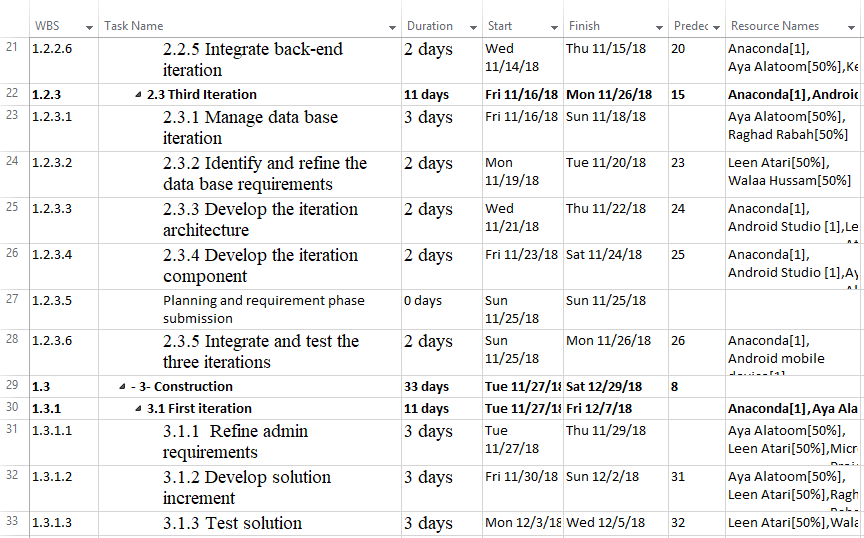 WBS Task Name Duration Start Finish Predec Resource Names
21 1.2.2.6 2.2.5 Integrate back-end 2 days Wed Thu 11/15/18 20 Anaconda[1],
iteration 11/14/18 Aya Alatoom[50%],Ke
22 1.2.3 2.3 Third Iteration 11 days Fri 11/16/18 Mon 11/26/18 15 Anaconda[1],Android
23 1.2.3.1 2.3.1 Manage data base 3 days Fri 11/16/18 Sun 11/18/18 Aya Alatoom[50%],
iteration Raghad Rabah[50%]
24 1.2.3.2 2.3.2 Identify and refine the 2 days Mon Tue 11/20/18 23 Leen Atari[50%],
data base requirements 11/19/18 Walaa Hussam[50%]
25 1.2.3.3 2.3.3 Develop the iteration 2 days Wed Thu 11/22/18 24 Anaconda[1],
architecture 11/21/18 Android Studio [1],Le
26 1.2.3.4 2.3.4 Develop the iteration 2 days Fri 11/23/18 Sat 11/24/18 25 Anaconda[1],
component Android Studio [1],Ay
27 1.2.3.5 Planning and requirement phase 0 days Sun Sun 11/25/18
submission 11/25/18
28 1.2.3.6 2.3.5 Integrate and test the 2 days Sun Mon 11/26/18 26 Anaconda[1],
three iterations 11/25/18 Android mobile
29 1.3 - 3- Construction 33 days Tue 11/27/18 Sat 12/29/18 8
30 1.3.1 3.1 First iteration 11 days Tue 11/27/18 Fri 12/7/18 Anaconda[1],Aya Ala
31 1.3.1.1 3.1.1 Refine admin 3 days Tue Thu 11/29/18 Aya Alatoom[50%],
requirements 11/27/18 Leen Atari[50%],Micr
32 1.3.1.2 3.1.2 Develop solution 3 days Fri 11/30/18 Sun 12/2/18 31 Aya Alatoom[50%],
increment Leen Atari[50%],Ragh
33 1.3.1.3 3.1.3 Test solution 3 days Mon 12/3/18 Wed 12/5/18 32 Leen Atari[50%],Wala